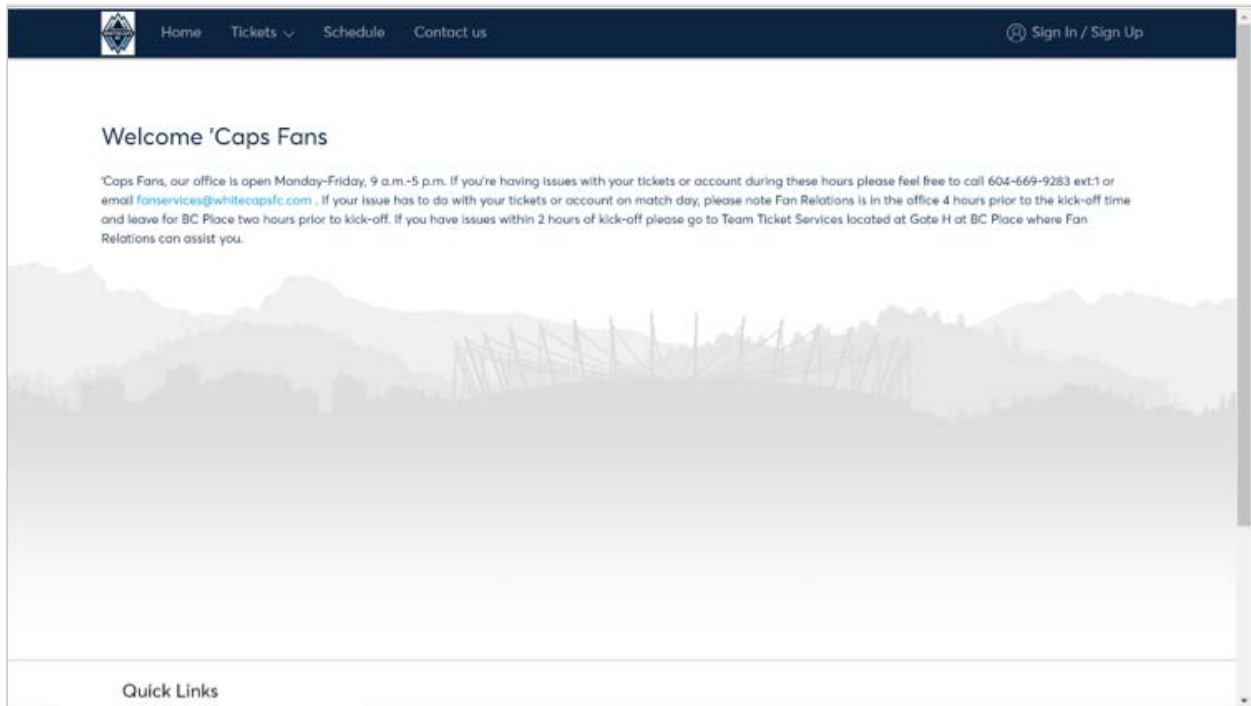 Home Tickets Schedule Contact us Sign In / Sign Up
Welcome 'Caps Fans
'Caps Fans, our office is open Monday-Friday, 9 a.m.-5 p.m. If you're having issues with your tickets or account during these hours please feel free to call 604-669-9283 ext:1 or
email fanservices@whitecapsfc.com . If your issue has to do with your tickets or account on match day, please note Fan Relations is in the office 4 hours prior to the kick-off time
and leave for BC Place two hours prior to kick-off. If you have issues within 2 hours of kick-off please go to Team Ticket Services located at Gate H at BC Place where Fan
Relations can assist you.
Quick Links